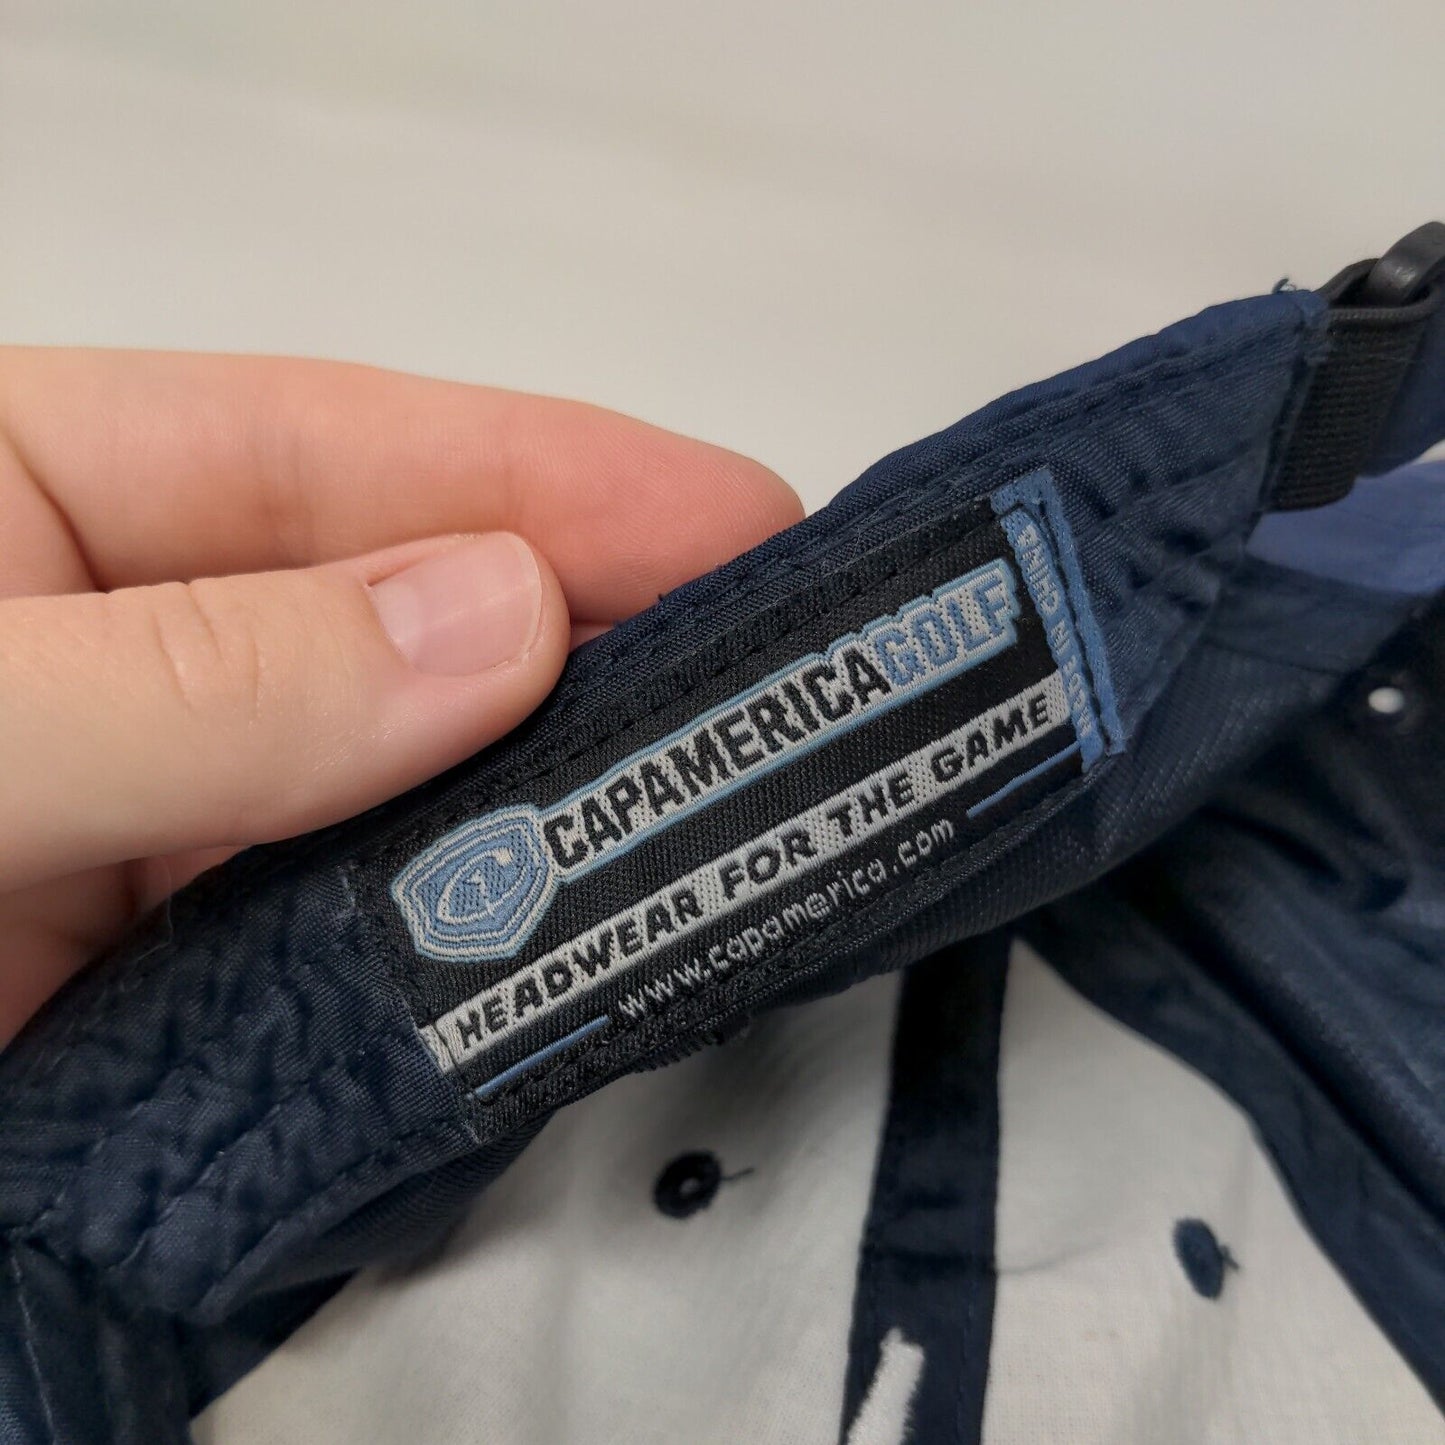 CAPAMERICAGOLF
HEADWEAR FOR THE GAME
www.capamerica.com
MADE IN CHINA